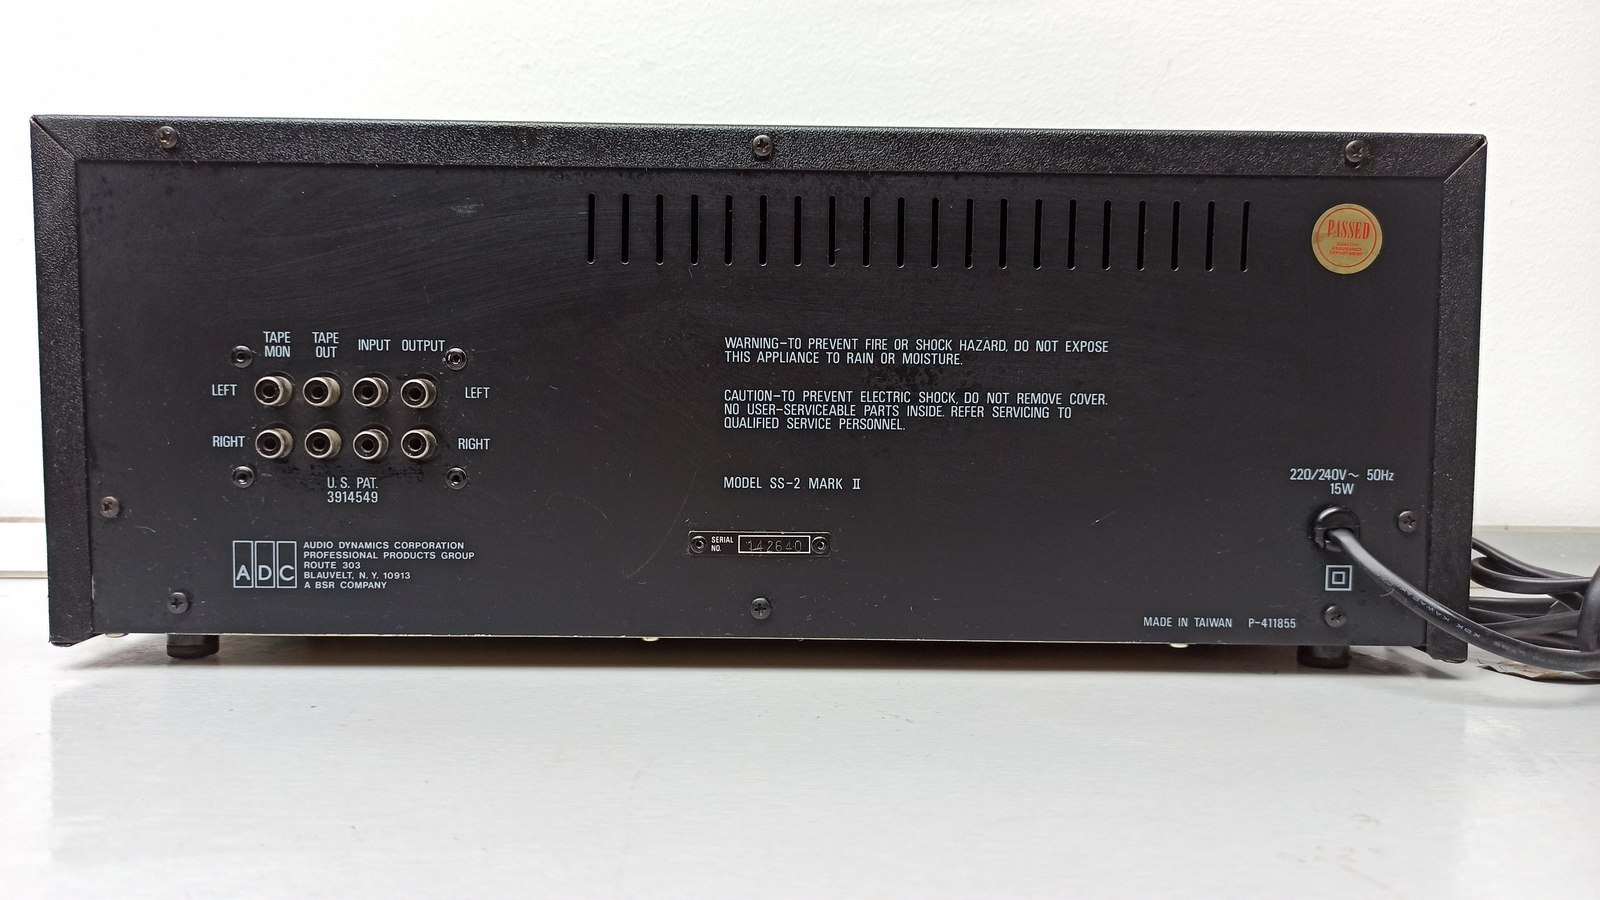 PASSED
QUALITY
ASSURANCE
DEPARTMENT
TAPE MON
TAPE OUT
INPUT
OUTPUT
LEFT
LEFT
RIGHT
RIGHT
U.S. PAT.
3914549
ADC
AUDIO DYNAMICS CORPORATION
PROFESSIONAL PRODUCTS GROUP
ROUTE 303
BLAUVELT, N.Y. 10913
A BSR COMPANY
WARNING-TO PREVENT FIRE OR SHOCK HAZARD, DO NOT EXPOSE
THIS APPLIANCE TO RAIN OR MOISTURE.
CAUTION-TO PREVENT ELECTRIC SHOCK, DO NOT REMOVE COVER.
NO USER-SERVICEABLE PARTS INSIDE. REFER SERVICING TO
QUALIFIED SERVICE PERSONNEL.
MODEL SS-2 MARK II
SERIAL
NO. 142640
220/240V~ 50Hz
15W
MADE IN TAIWAN P-411855